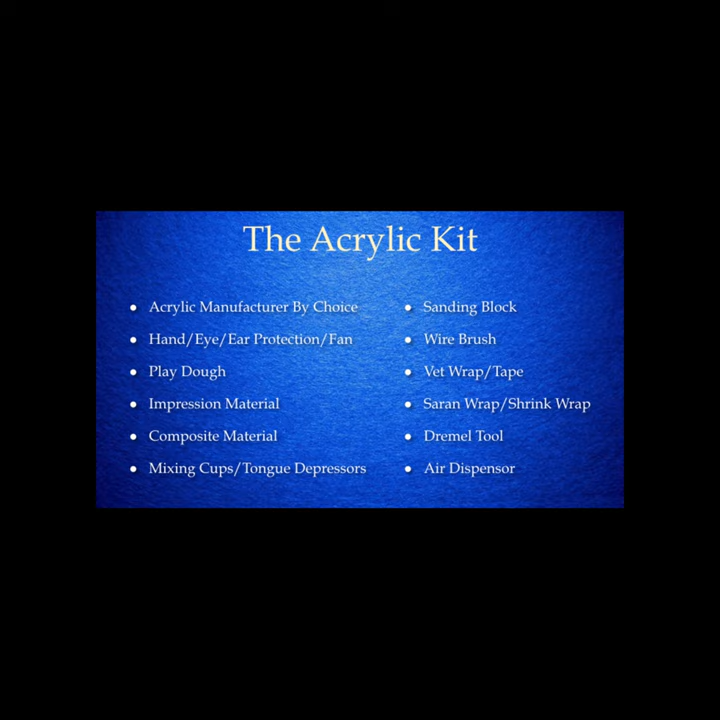 The Acrylic Kit
Acrylic Manufacturer By Choice
Hand/Eye/Ear Protection/Fan
Play Dough
Impression Material
Composite Material
Mixing Cups/Tongue Depressors
Sanding Block
Wire Brush
Vet Wrap/Tape
Saran Wrap/Shrink Wrap
Dremel Tool
Air Dispensor